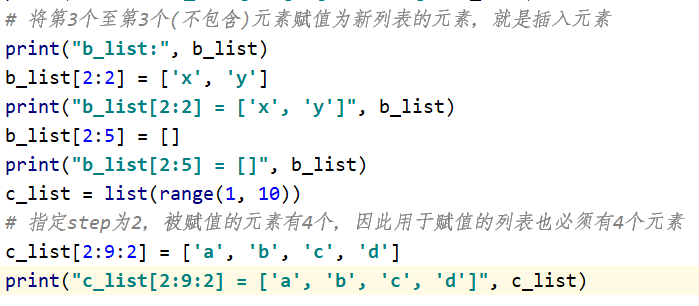 # 将第3个至第3个(不包含)元素赋值为新列表的元素，就是插入元素
print("b_list:", b_list)
b_list[2:2] = ['x', 'y']
print("b_list[2:2] = ['x', 'y']", b_list)
b_list[2:5] = []
print("b_list[2:5] = []", b_list)
c_list = list(range(1, 10))
# 指定step为2，被赋值的元素有4个，因此用于赋值的列表也必须有4个元素
c_list[2:9:2] = ['a', 'b', 'c', 'd']
print("c_list[2:9:2] = ['a', 'b', 'c', 'd']", c_list)